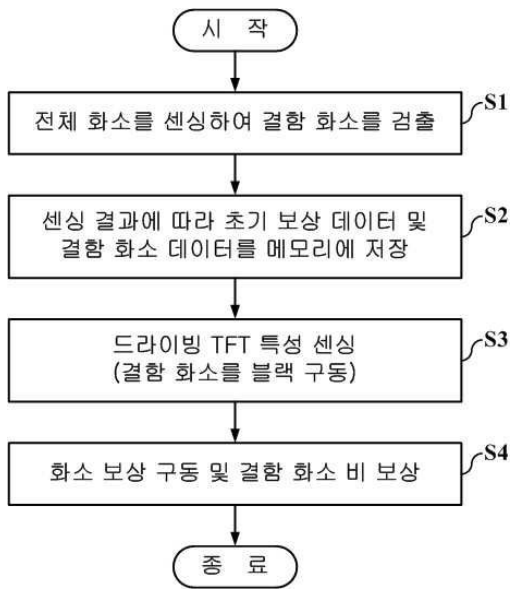 시 작
전체 화소를 센싱하여 결함 화소를 검출
S1
센싱 결과에 따라 초기 보상 데이터 및
결함 화소 데이터를 메모리에 저장
S2
드라이빙 TFT 특성 센싱
(결함 화소를 블랙 구동)
S3
화소 보상 구동 및 결함 화소 비 보상
S4
종 료